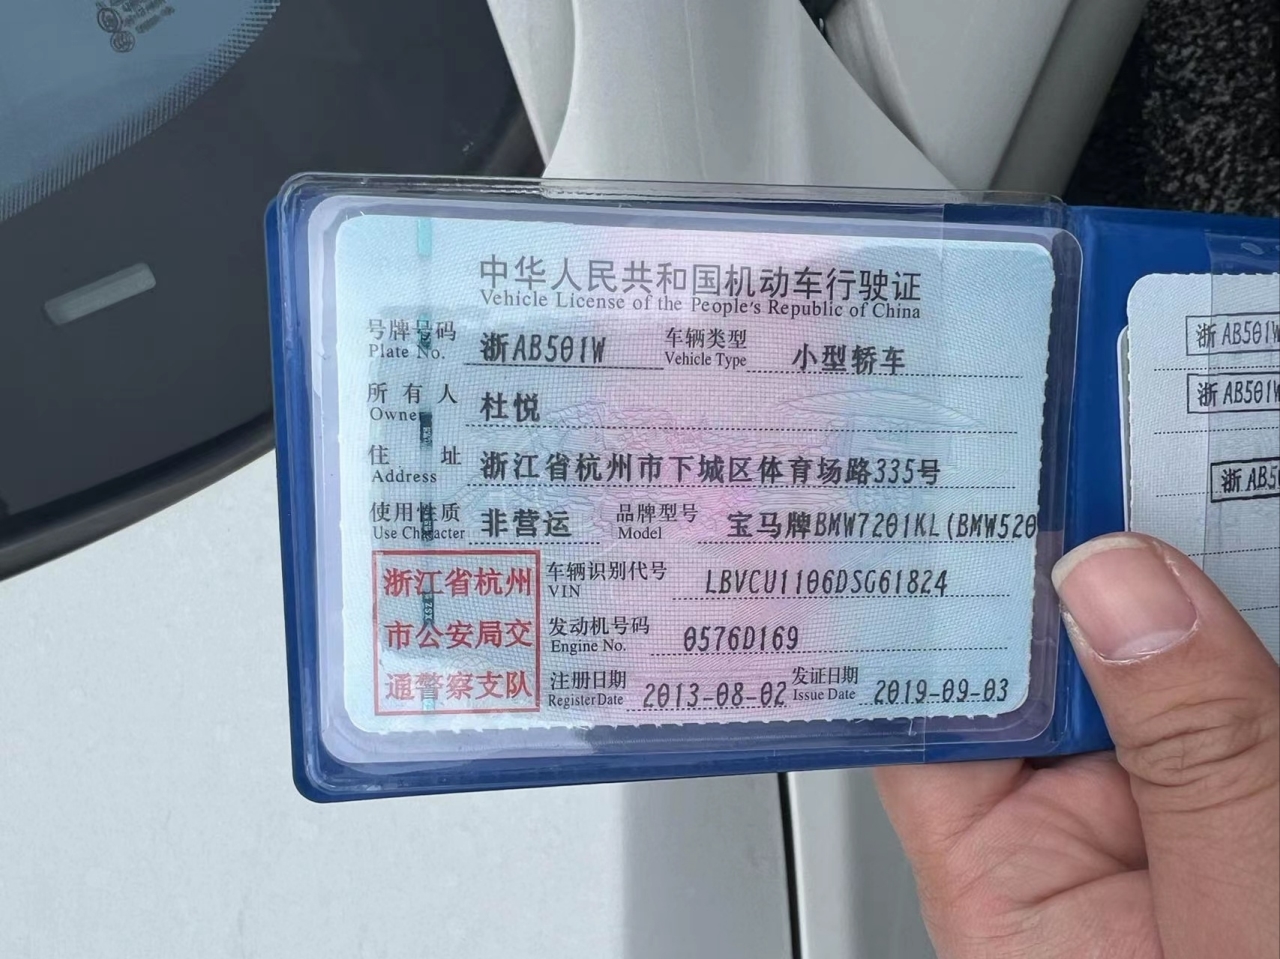 中华人民共和国机动车行驶证
Vehicle License of the People's Republic of China
号牌号码 浙AB501W 车辆类型 小型轿车
Plate No. Vehicle Type
所有人 杜悦
Owner
住址 浙江省杭州市下城区体育场路335号
Address
使用性质 非营运 品牌型号 宝马牌BMW7201KL(BMW520
Use Character Model
浙江省杭州
市公安局交
通警察支队
车辆识别代号 LBVCU1106DSG61824
VIN
发动机号码 0576D169
Engine No.
注册日期 2013-08-02 发证日期 2019-09-03
Register Date Issue Date
浙AB501W
浙AB501W
浙AB50